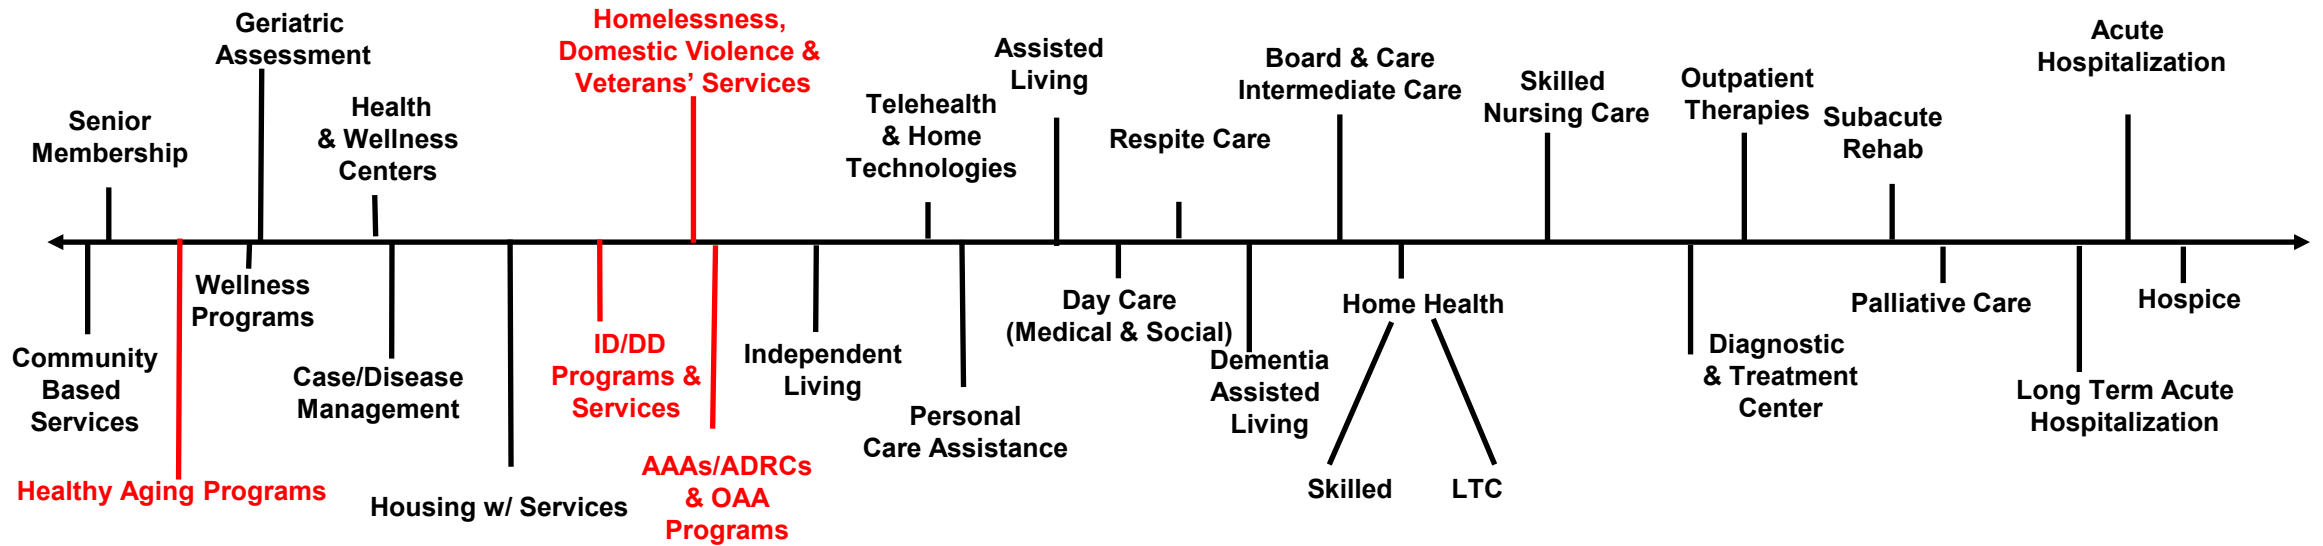 Geriatric
Assessment
Homelessness,
Domestic Violence &
Veterans’ Services
Acute
Hospitalization
Assisted
Living
Board & Care
Intermediate Care
Skilled
Nursing Care
Outpatient
Therapies
Health
& Wellness
Centers
Telehealth
& Home
Technologies
Senior
Membership
Respite Care
Subacute
Rehab
Wellness
Programs
Day Care
(Medical & Social)
Home Health
Palliative Care
Hospice
Community
Based
Services
Case/Disease
Management
ID/DD
Programs &
Services
Independent
Living
Dementia
Assisted
Living
Diagnostic
& Treatment
Center
Long Term Acute
Hospitalization
Personal
Care Assistance
Healthy Aging Programs
Housing w/ Services
AAAs/ADRCs
& OAA
Programs
Skilled
LTC